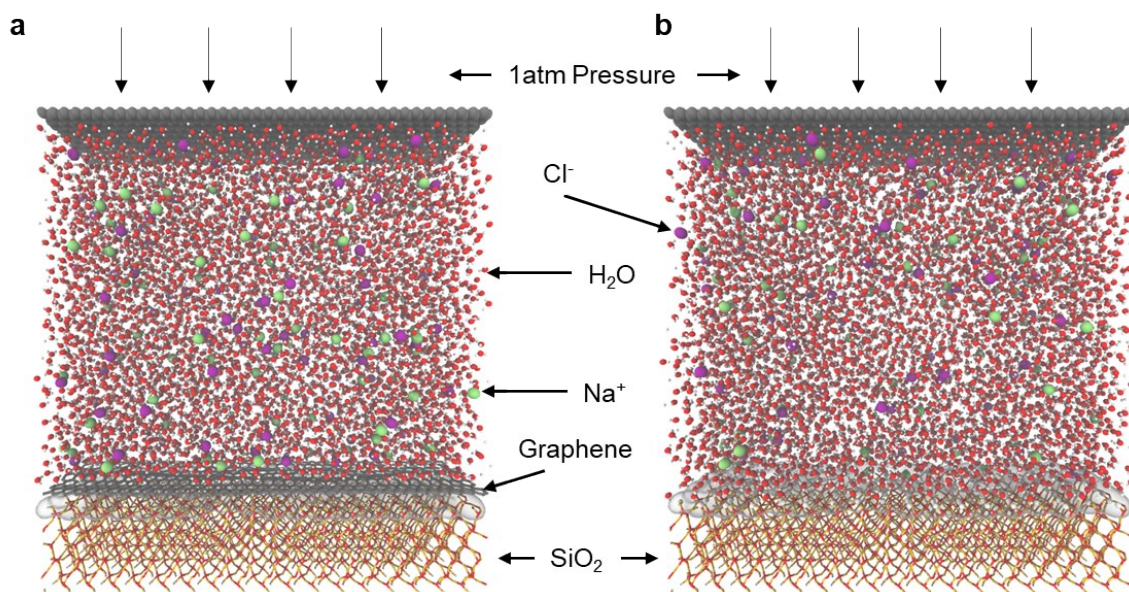 a
b
1atm Pressure
Cl⁻
H₂O
Na⁺
Graphene
SiO₂